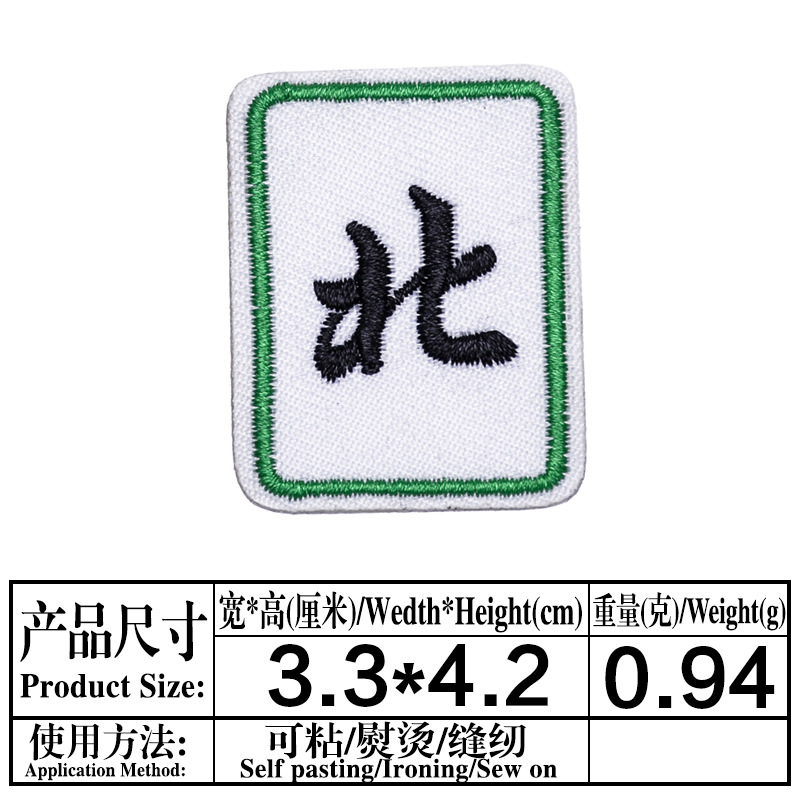 北
产品尺寸
Product Size:
宽*高(厘米)/Wedth*Height(cm)
3.3*4.2
重量(克)/Weight(g)
0.94
使用方法:
Application Method:
可粘/熨烫/缝纫
Self pasting/Ironing/Sew on